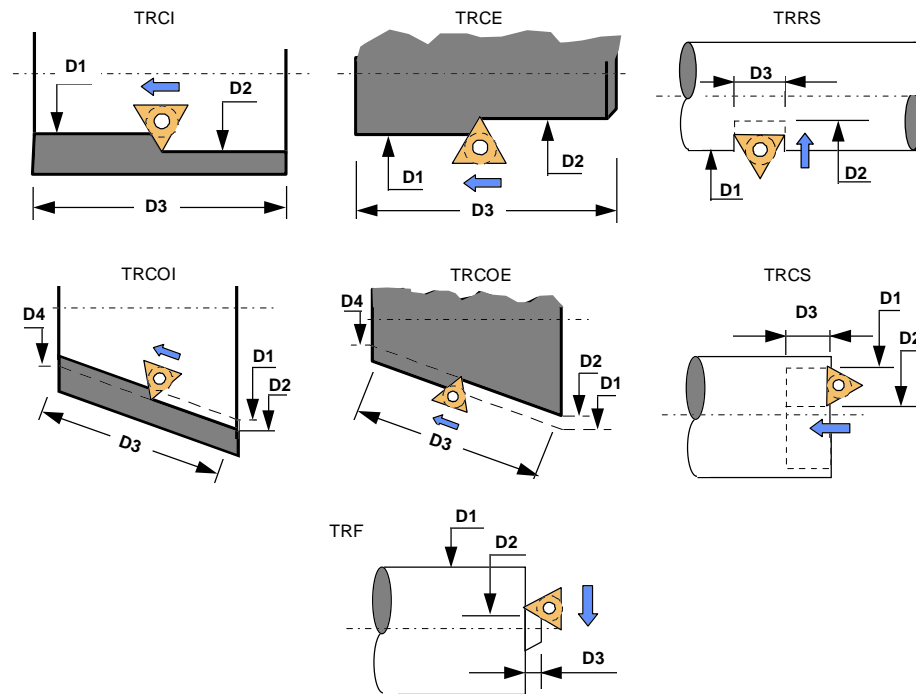 TRCI
D1
D2
D3
TRCE
D1
D2
D3
TRRS
D3
D1
D2
TRCOI
D4
D1
D2
D3
TRCOE
D4
D2
D1
D3
TRCS
D1
D3
D2
TRF
D1
D2
D3